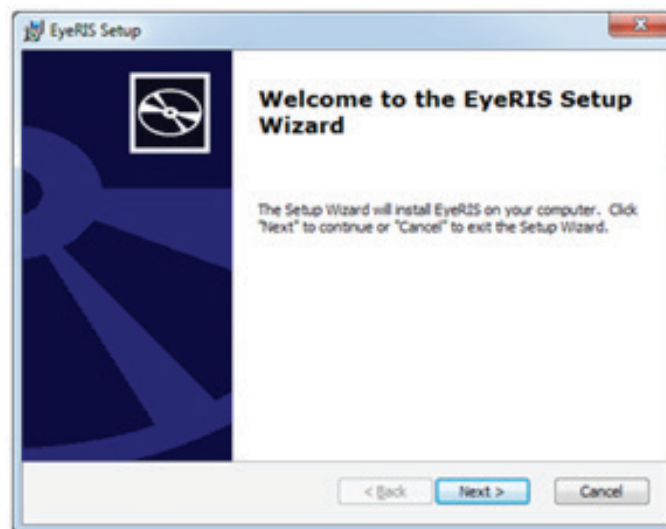 EyeRIS Setup
Welcome to the EyeRIS Setup
Wizard
The Setup Wizard will install EyeRIS on your computer. Click
"Next" to continue or "Cancel" to exit the Setup Wizard.
< Back Next > Cancel